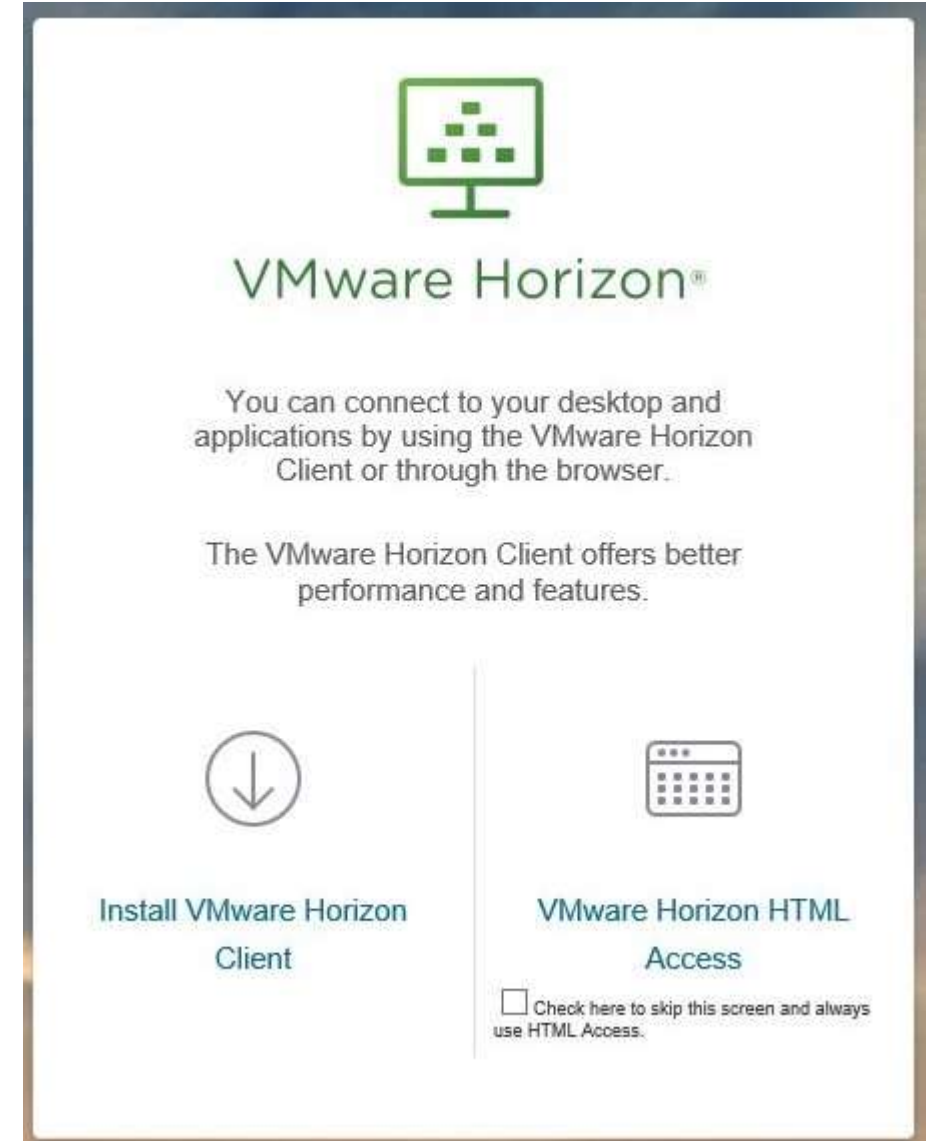 VMware Horizon®
You can connect to your desktop and
applications by using the VMware Horizon
Client or through the browser.
The VMware Horizon Client offers better
performance and features.
Install VMware Horizon
Client
VMware Horizon HTML
Access
Check here to skip this screen and always
use HTML Access.